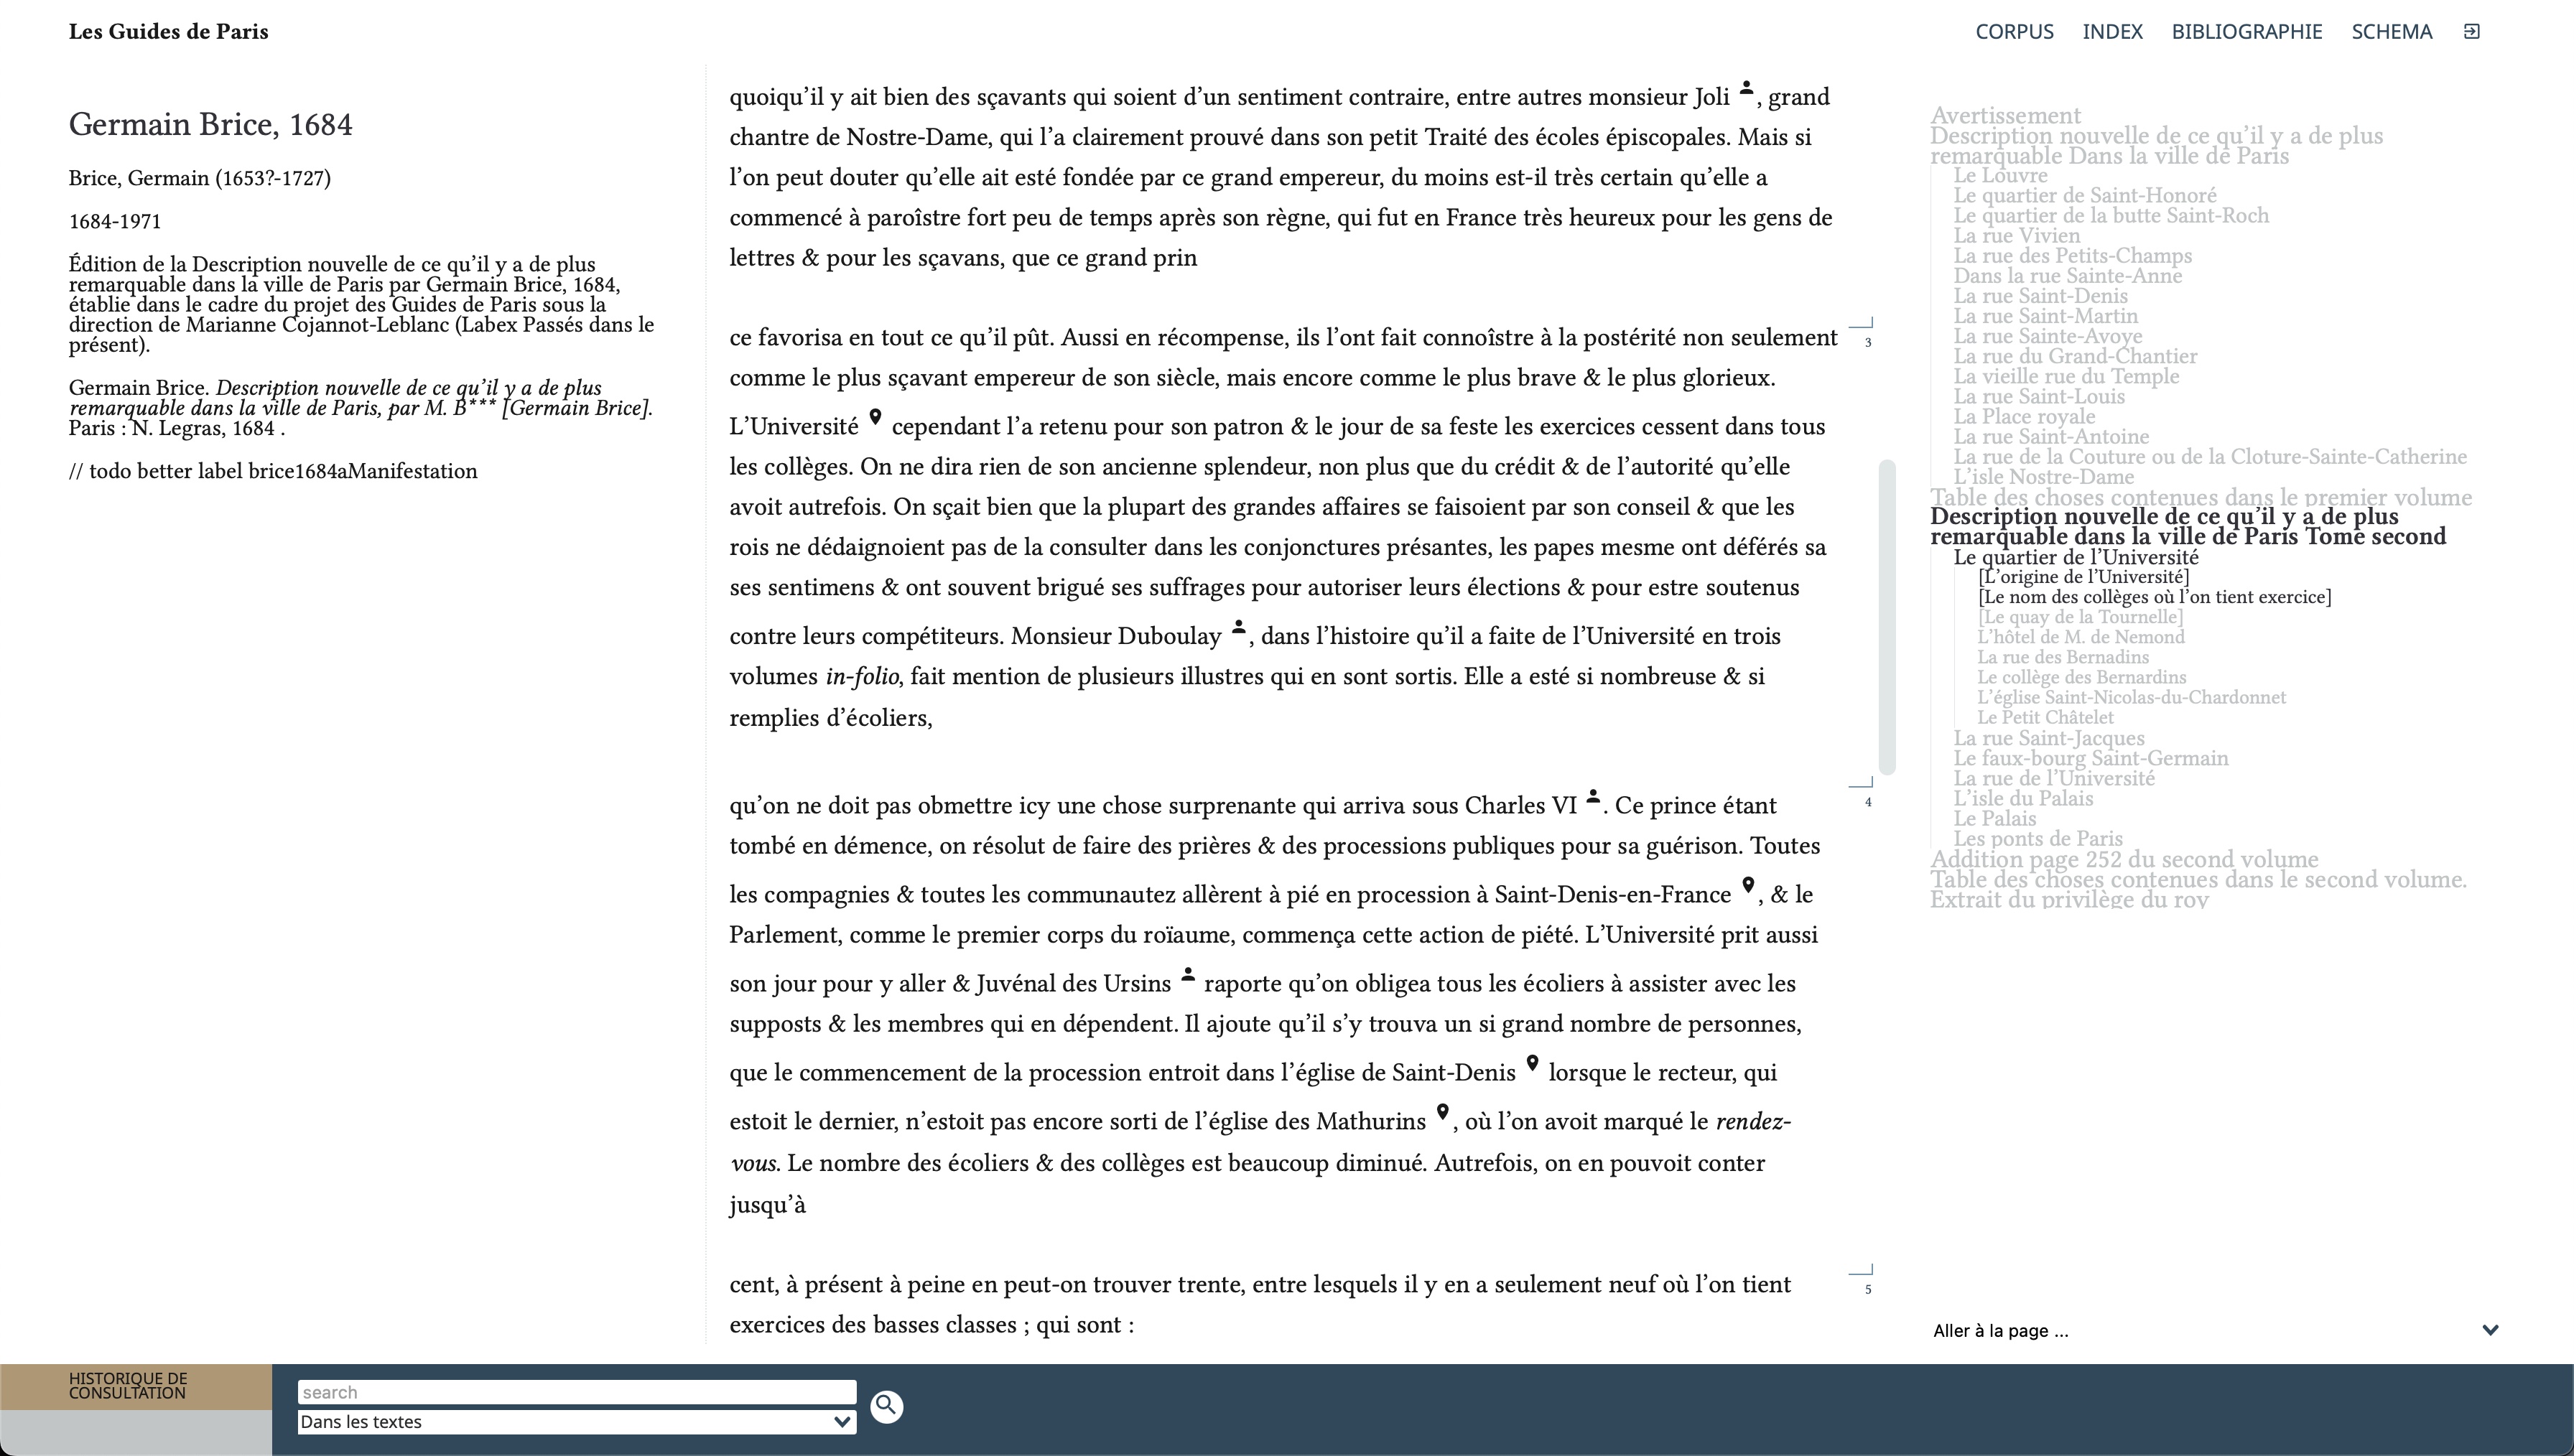 Les Guides de Paris
CORPUS INDEX BIBLIOGRAPHIE SCHEMA
Germain Brice, 1684
Brice, Germain (1653?-1727)
1684-1971
Édition de la Description nouvelle de ce qu’il y a de plus
remarquable dans la ville de Paris par Germain Brice, 1684,
établie dans le cadre du projet des Guides de Paris sous la
direction de Marianne Cojannot-Leblanc (Labex Passés dans le
présent).
Germain Brice. Description nouvelle de ce qu’il y a de plus
remarquable dans la ville de Paris, par M. B*** [Germain Brice].
Paris : N. Legras, 1684 .
// todo better label brice1684aManifestation
quoiqu’il y ait bien des sçavants qui soient d’un sentiment contraire, entre autres monsieur Joli , grand
chantre de Nostre-Dame, qui l’a clairement prouvé dans son petit Traité des écoles épiscopales. Mais si
l’on peut douter qu’elle ait esté fondée par ce grand empereur, du moins est-il très certain qu’elle a
commencé à paroîstre fort peu de temps après son règne, qui fut en France très heureux pour les gens de
lettres & pour les sçavans, que ce grand prin
ce favorisa en tout ce qu’il pût. Aussi en récompense, ils l’ont fait connoîstre à la postérité non seulement
3
comme le plus sçavant empereur de son siècle, mais encore comme le plus brave & le plus glorieux.
L’Université cependant l’a retenu pour son patron & le jour de sa feste les exercices cessent dans tous
les collèges. On ne dira rien de son ancienne splendeur, non plus que du crédit & de l’autorité qu’elle
avoit autrefois. On sçait bien que la plupart des grandes affaires se faisoient par son conseil & que les
rois ne dédaignoient pas de la consulter dans les conjonctures présantes, les papes mesme ont déférés sa
ses sentimens & ont souvent brigué ses suffrages pour autoriser leurs élections & pour estre soutenus
contre leurs compétiteurs. Monsieur Duboulay , dans l’histoire qu’il a faite de l’Université en trois
volumes in-folio, fait mention de plusieurs illustres qui en sont sortis. Elle a esté si nombreuse & si
remplies d’écoliers,
qu’on ne doit pas obmettre icy une chose surprenante qui arriva sous Charles VI . Ce prince étant
4
tombé en démence, on résolut de faire des prières & des processions publiques pour sa guérison. Toutes
les compagnies & toutes les communautez allèrent à pié en procession à Saint-Denis-en-France , & le
Parlement, comme le premier corps du roïaume, commença cette action de piété. L’Université prit aussi
son jour pour y aller & Juvénal des Ursins raporte qu’on obligea tous les écoliers à assister avec les
supposts & les membres qui en dépendent. Il ajoute qu’il s’y trouva un si grand nombre de personnes,
que le commencement de la procession entroit dans l’église de Saint-Denis lorsque le recteur, qui
estoit le dernier, n’estoit pas encore sorti de l’église des Mathurins , où l’on avoit marqué le rendez-
vous. Le nombre des écoliers & des collèges est beaucoup diminué. Autrefois, on en pouvoit conter
jusqu’à
cent, à présent à peine en peut-on trouver trente, entre lesquels il y en a seulement neuf où l’on tient
5
exercices des basses classes ; qui sont :
Avertissement
Description nouvelle de ce qu’il y a de plus
remarquable Dans la ville de Paris
Le Louvre
Le quartier de Saint-Honoré
Le quartier de la butte Saint-Roch
La rue Vivien
La rue des Petits-Champs
Dans la rue Sainte-Anne
La rue Saint-Denis
La rue Saint-Martin
La rue Sainte-Avoye
La rue du Grand-Chantier
La vieille rue du Temple
La rue Saint-Louis
La Place royale
La rue Saint-Antoine
La rue de la Couture ou de la Cloture-Sainte-Catherine
L’isle Nostre-Dame
Table des choses contenues dans le premier volume
Description nouvelle de ce qu’il y a de plus
remarquable dans la ville de Paris Tome second
Le quartier de l’Université
[L’origine de l’Université]
[Le nom des collèges où l’on tient exercice]
[Le quay de la Tournelle]
L’hôtel de M. de Nemond
La rue des Bernadins
Le collège des Bernardins
L’église Saint-Nicolas-du-Chardonnet
Le Petit Châtelet
La rue Saint-Jacques
Le faux-bourg Saint-Germain
La rue de l’Université
L’isle du Palais
Le Palais
Les ponts de Paris
Addition page 252 du second volume
Table des choses contenues dans le second volume.
Extrait du privilège du roy
Aller à la page ...
HISTORIQUE DE
CONSULTATION
search
Dans les textes